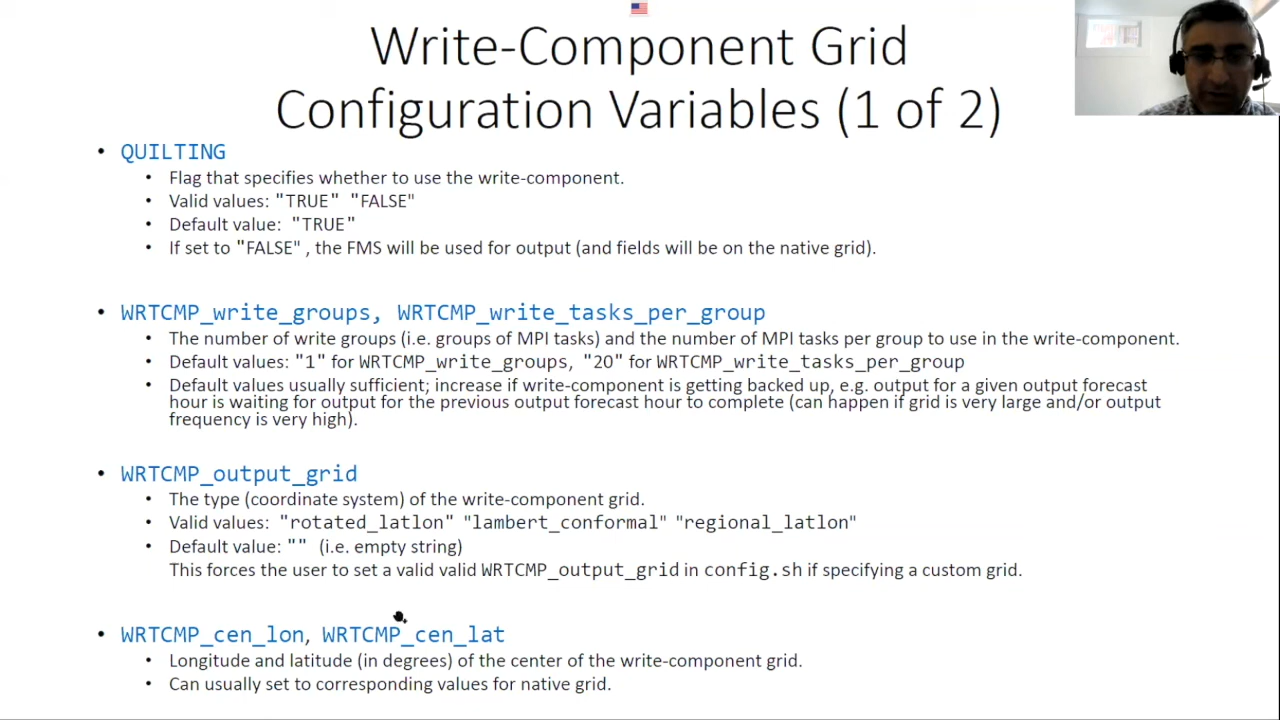 Write-Component Grid
Configuration Variables (1 of 2)
• QUILTING
• Flag that specifies whether to use the write-component.
• Valid values: "TRUE" "FALSE"
• Default value: "TRUE"
• If set to "FALSE" , the FMS will be used for output (and fields will be on the native grid).
• WRTCMP_write_groups, WRTCMP_write_tasks_per_group
• The number of write groups (i.e. groups of MPI tasks) and the number of MPI tasks per group to use in the write-component.
• Default values: "1" for WRTCMP_write_groups, "20" for WRTCMP_write_tasks_per_group
• Default values usually sufficient; increase if write-component is getting backed up, e.g. output for a given output forecast
hour is waiting for output for the previous output forecast hour to complete (can happen if grid is very large and/or output
frequency is very high).
• WRTCMP_output_grid
• The type (coordinate system) of the write-component grid.
• Valid values: "rotated_latlon" "lambert_conformal" "regional_latlon"
• Default value: "" (i.e. empty string)
This forces the user to set a valid valid WRTCMP_output_grid in config.sh if specifying a custom grid.
• WRTCMP_cen_lon, WRTCMP_cen_lat
• Longitude and latitude (in degrees) of the center of the write-component grid.
• Can usually set to corresponding values for native grid.